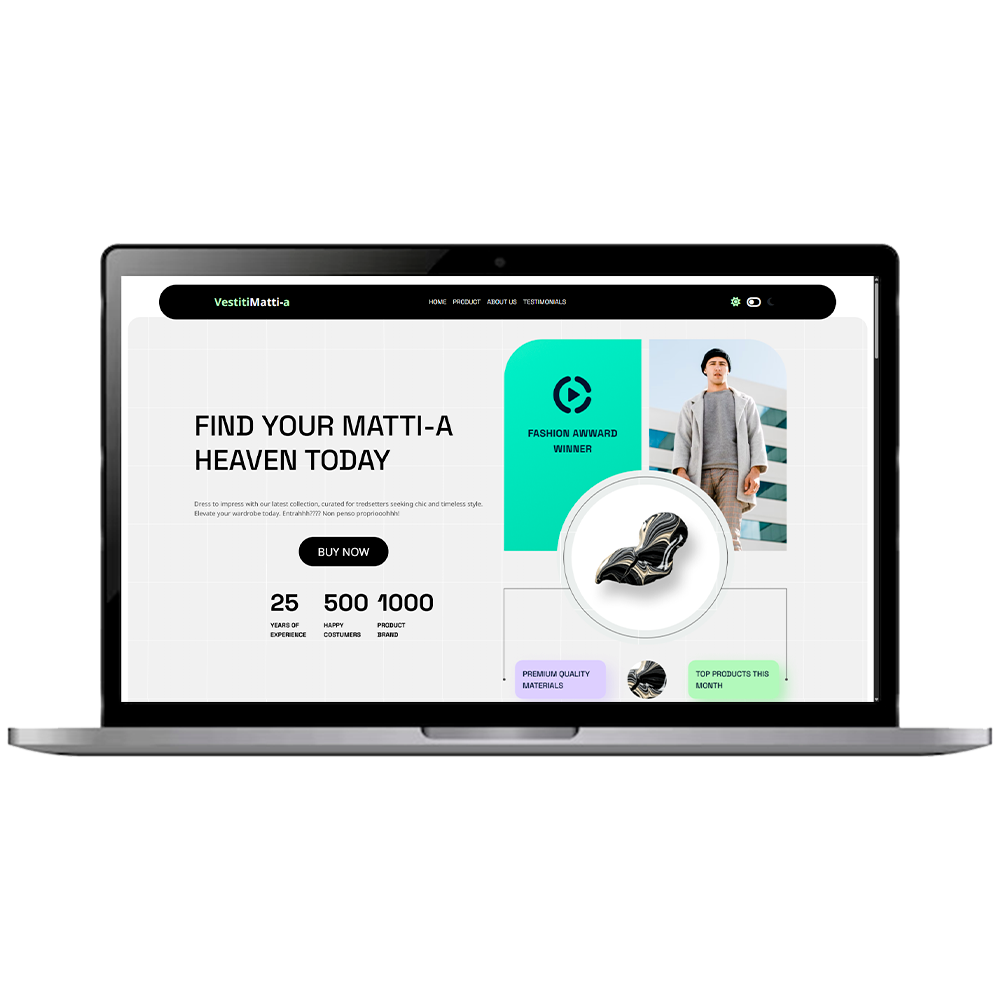 VestitiMatti-a
HOME PRODUCT ABOUT US TESTIMONIALS
FIND YOUR MATTI-A
HEAVEN TODAY
Dress to impress with our latest collection, curated for tredsetters seeking chic and timeless style.
Elevate your wardrobe today. Entrahhh???? Non penso propriooohhh!
BUY NOW
25
YEARS OF
EXPERIENCE
500
HAPPY
COSTUMERS
1000
PRODUCT
BRAND
FASHION AWWARD
WINNER
PREMIUM QUALITY
MATERIALS
TOP PRODUCTS THIS
MONTH